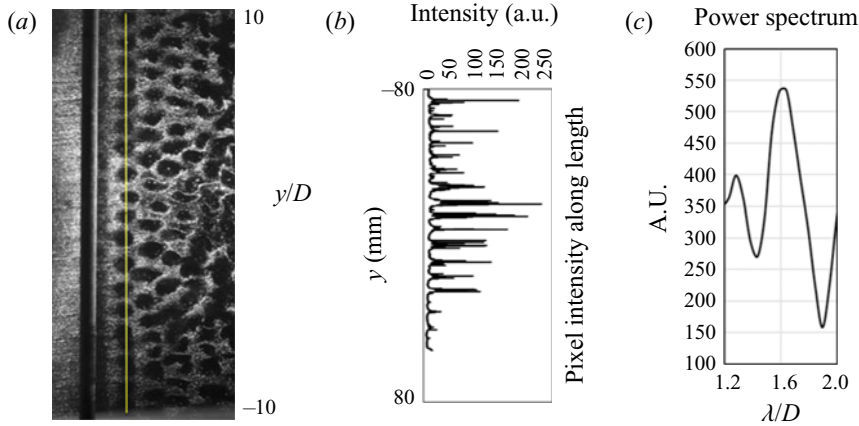 (a)
10
y/D
–10
(b)
Intensity (a.u.)
0
50
100
150
200
250
–80
y (mm)
80
Pixel intensity along length
(c)
Power spectrum
600
550
500
450
400
350
300
250
200
150
100
A.U.
1.2
1.6
2.0
λ/D